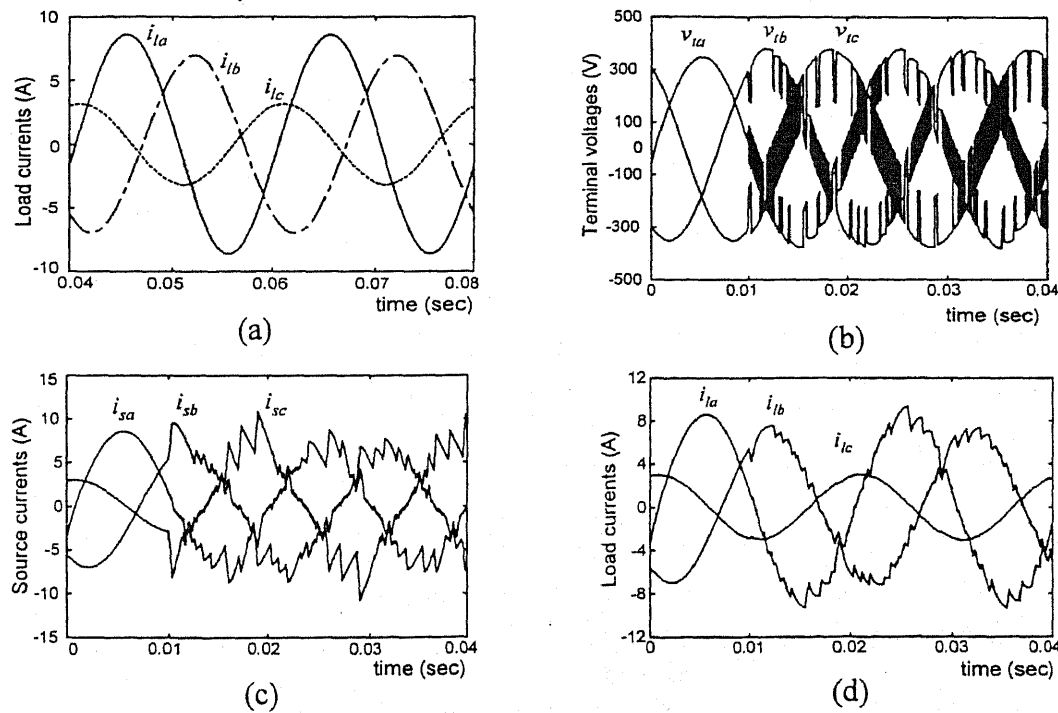 10
5
0
-5
-10
Load currents (A)
i_la
i_lb
i_lc
0.04 0.05 0.06 0.07 0.08
time (sec)
(a)
500
300
100
0
-100
-300
-500
Terminal voltages (V)
v_ta
v_tb
v_tc
0 0.01 0.02 0.03 0.04
time (sec)
(b)
15
10
5
0
-5
-10
-15
Source currents (A)
i_sa
i_sb
i_sc
0 0.01 0.02 0.03 0.04
time (sec)
(c)
12
8
4
0
-4
-8
-12
Load currents (A)
i_la
i_lb
i_lc
0 0.01 0.02 0.03 0.04
time (sec)
(d)